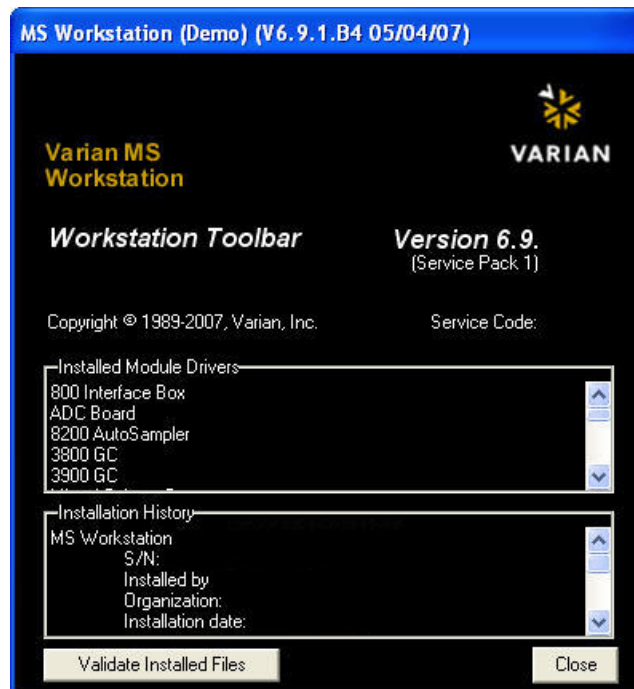 MS Workstation (Demo) (V6.9.1.B4 05/04/07)
VARIAN
Varian MS
Workstation
Workstation Toolbar
Version 6.9.
(Service Pack 1)
Copyright © 1989-2007, Varian, Inc.
Service Code:
Installed Module Drivers
800 Interface Box
ADC Board
8200 AutoSampler
3800 GC
3900 GC
Installation History
MS Workstation
S/N:
Installed by
Organization:
Installation date:
Validate Installed Files
Close